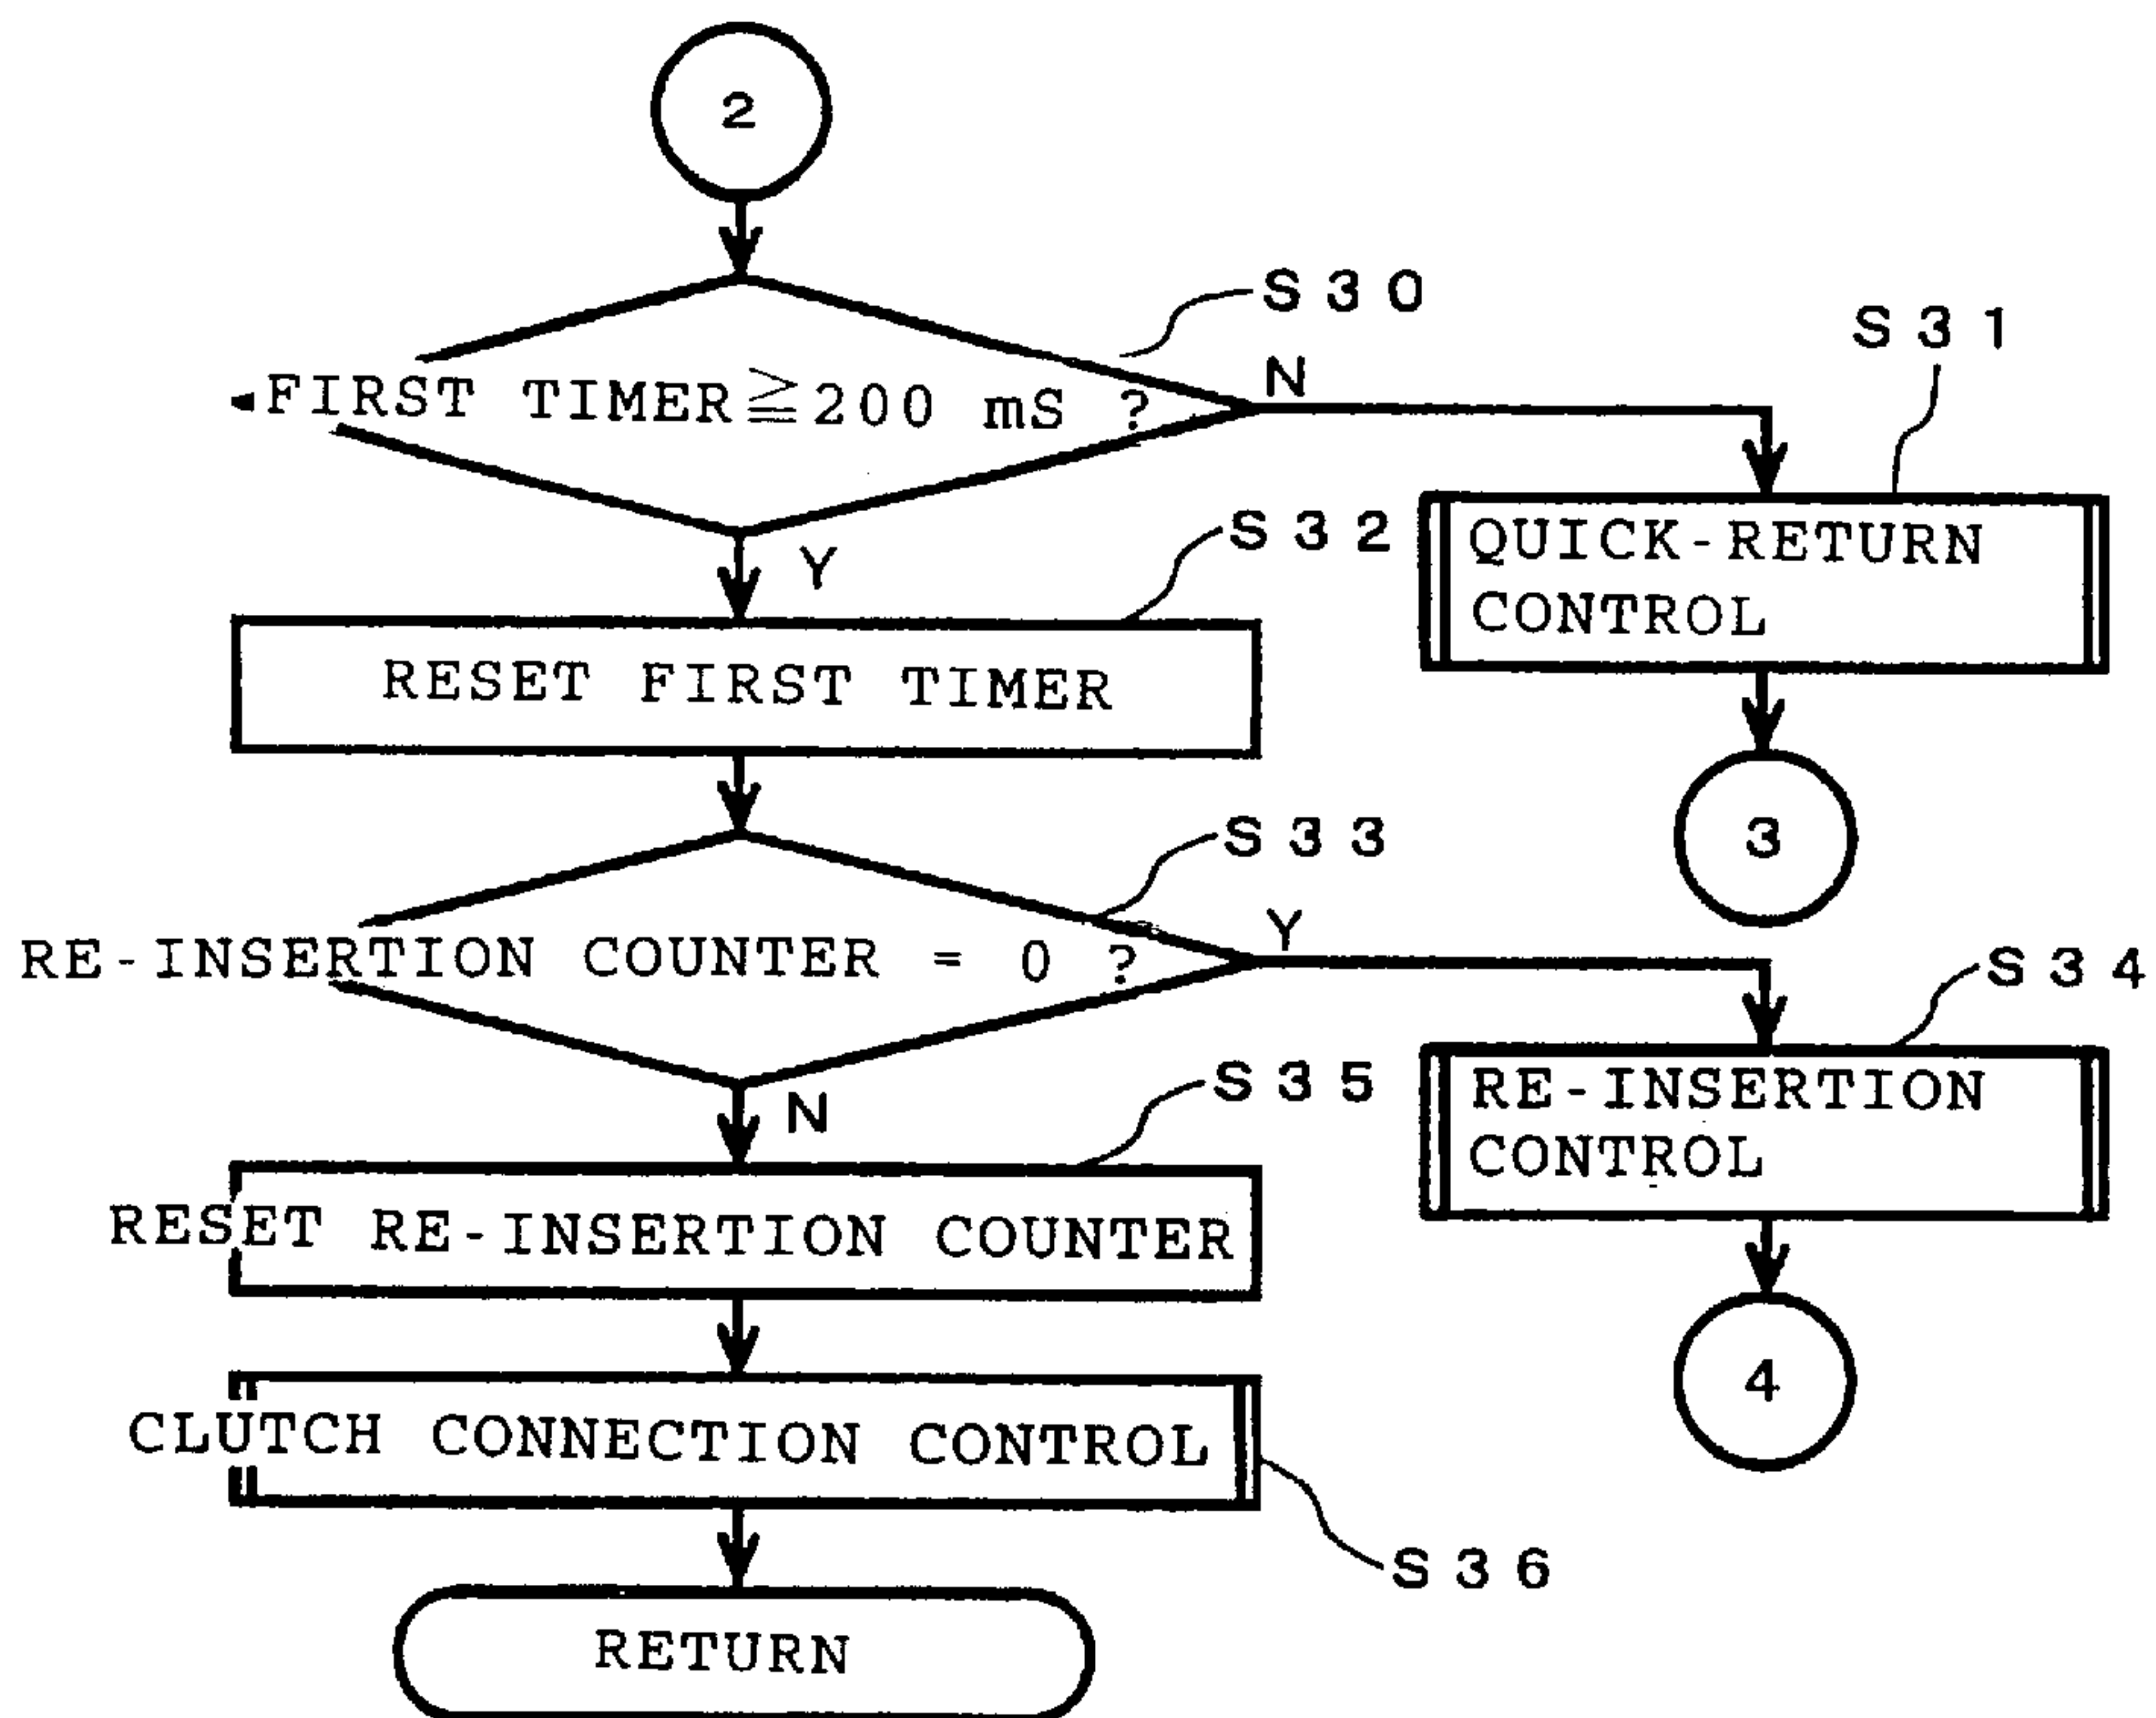 2
S30
S31
FIRST TIMER≧200 mS ?
N
Y
S32
QUICK-RETURN
CONTROL
RESET FIRST TIMER
3
S33
RE-INSERTION COUNTER = 0 ?
Y
S34
N
S35
RE-INSERTION
CONTROL
RESET RE-INSERTION COUNTER
4
CLUTCH CONNECTION CONTROL
S36
RETURN